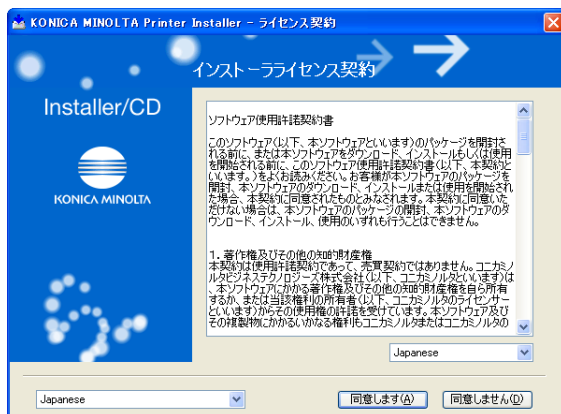 KONICA MINOLTA Printer Installer - ライセンス契約
インストーラライセンス契約
Installer/CD
KONICA MINOLTA
ソフトウェア使用許諾契約書
このソフトウェア(以下、本ソフトウェアといいます)のパッケージを開封さ
れる前に、または本ソフトウェアをダウンロード、インストールもしくは使用
を開始される前に、このソフトウェア使用許諾契約書(以下、本契約と
いいます。)をよくお読みください。お客様が本ソフトウェアのパッケージを
開封、本ソフトウェアのダウンロード、インストールまたは使用を開始され
た場合、本契約に同意されたものとみなされます。本契約に同意いた
だけない場合は、本ソフトウェアのパッケージの開封、本ソフトウェアのダ
ウンロード、インストール、使用のいずれも行うことはできません。
1. 著作権及びその他の知的財産権
本契約は使用許諾契約であって、売買契約ではありません。コニカミノ
ルタビジネステクノロジーズ株式会社(以下、コニカミノルタといいます)は
、本ソフトウェアにかかる著作権及びその他の知的財産権を自ら所有
するか、または当該権利の所有者(以下、コニカミノルタのライセンサー
といいます)からその使用権の許諾を受けています。本ソフトウェア及び
その複製物にかかるいかなる権利もコニカミノルタまたはコニカミノルタの
Japanese
Japanese
同意します(A)
同意しません(D)